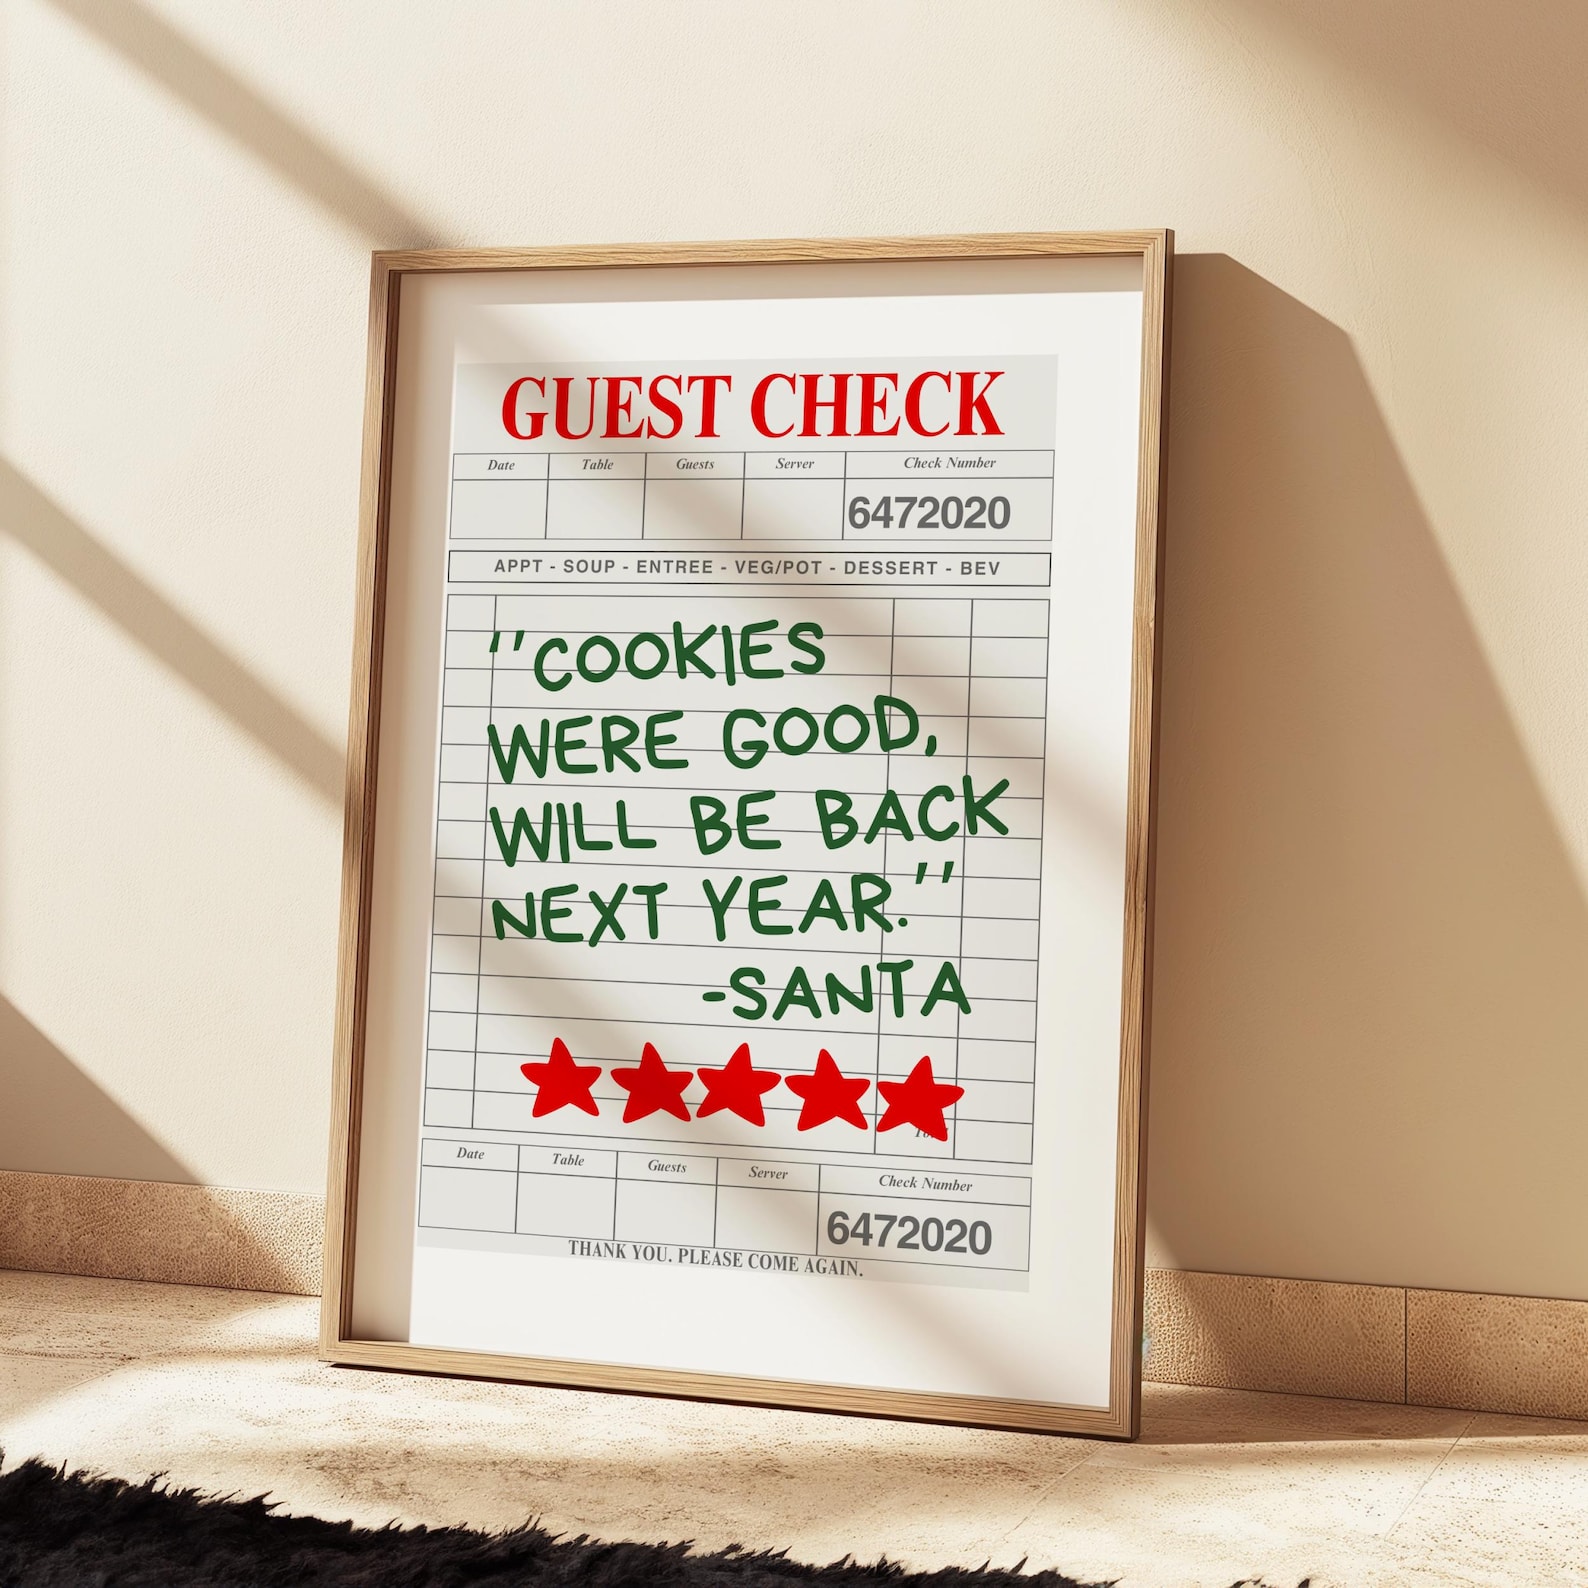 GUEST CHECK
Date Table Guests Server Check Number
6472020
APPT - SOUP - ENTREE - VEG/POT - DESSERT - BEV
"COOKIES
WERE GOOD,
WILL BE BACK
NEXT YEAR."
-SANTA
Date Table Guests Server Check Number
6472020
THANK YOU. PLEASE COME AGAIN.